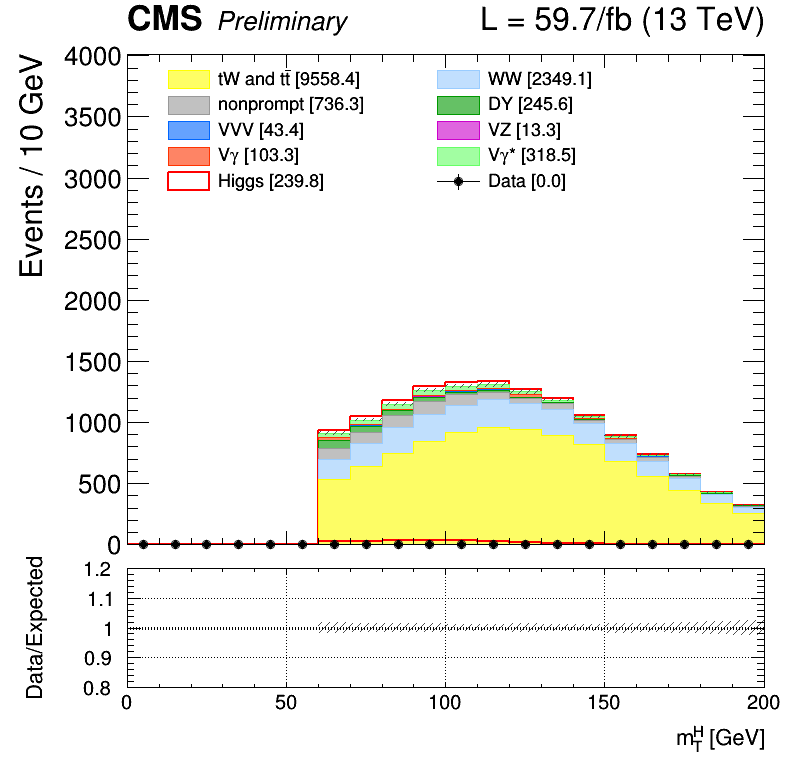 CMS Preliminary L = 59.7/fb (13 TeV)
Events / 10 GeV
4000
3500
3000
2500
2000
1500
1000
500
0
tW and tt̄ [9558.4] WW [2349.1]
nonprompt [736.3] DY [245.6]
VVV [43.4] VZ [13.3]
Vγ [103.3] Vγ* [318.5]
Higgs [239.8] Data [0.0]
Data/Expected
1.2
1.1
1
0.9
0.8
0 50 100 150 200
m_T^H [GeV]